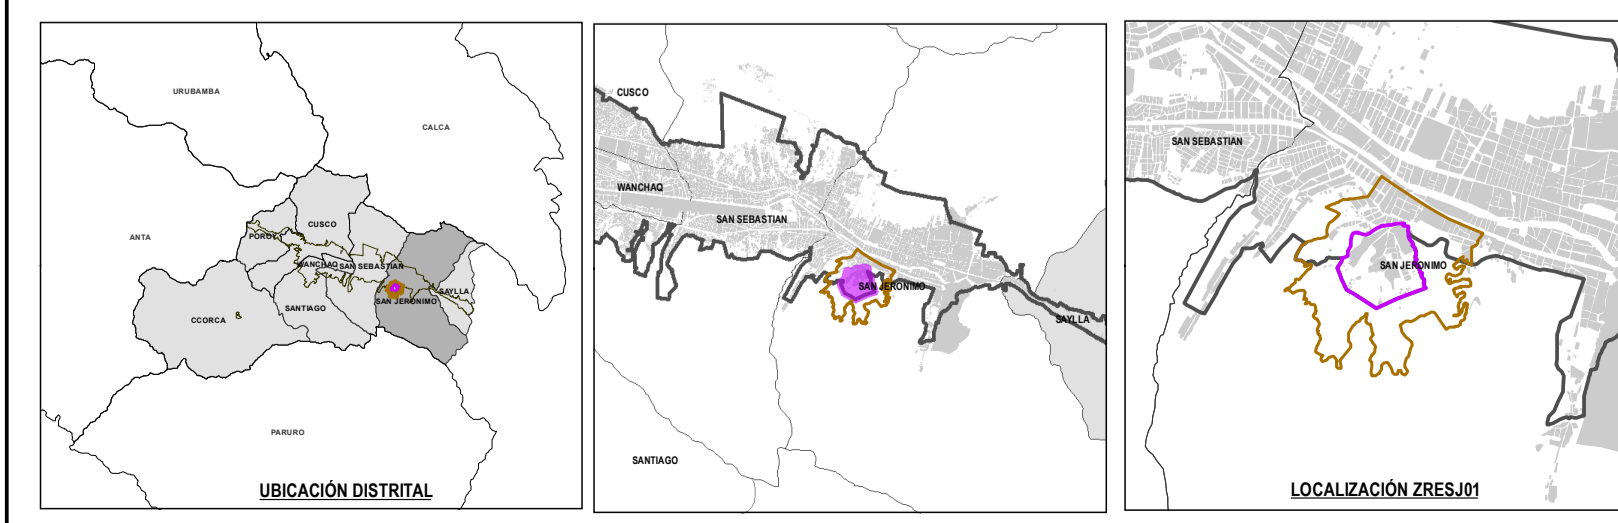 URUBAMBA
CALCA
ANTA
CUSCO
POROY
WANCHAQ
SAN SEBASTIAN
SAYLLA
SAN JERONIMO
SANTIAGO
CCORCA
PARURO
UBICACIÓN DISTRITAL
CUSCO
WANCHAQ
SAN SEBASTIAN
SAN JERONIMO
SAYLLA
SANTIAGO
SAN SEBASTIAN
SAN JERONIMO
LOCALIZACIÓN ZRESJ01